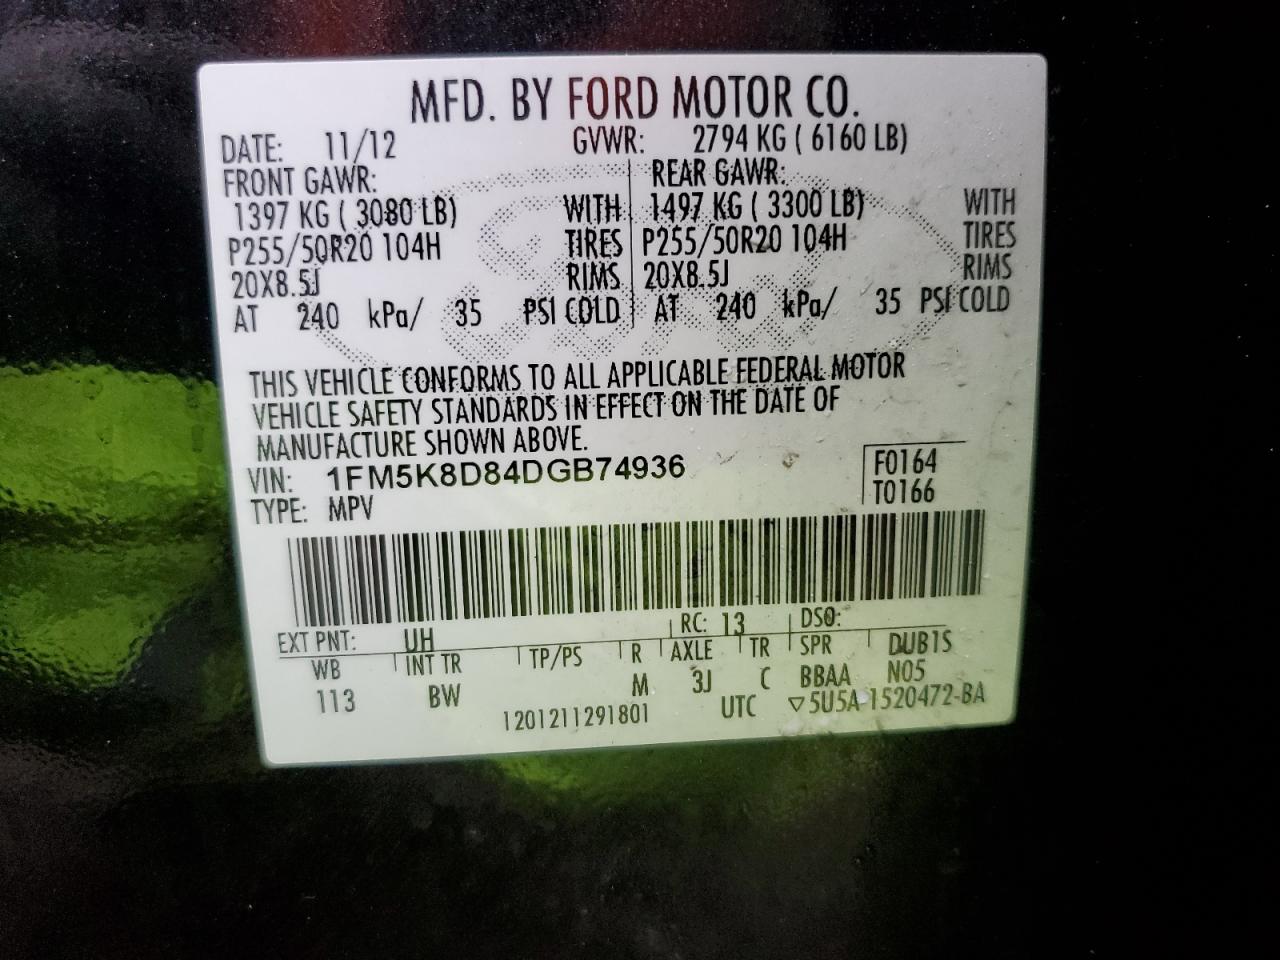 MFD. BY FORD MOTOR CO.
DATE: 11/12 GVWR: 2794 KG ( 6160 LB)
FRONT GAWR: REAR GAWR:
1397 KG ( 3080 LB) WITH 1497 KG ( 3300 LB) WITH
P255/50R20 104H TIRES P255/50R20 104H TIRES
20X8.5J RIMS 20X8.5J RIMS
AT 240 kPa/ 35 PSI COLD AT 240 kPa/ 35 PSI COLD
THIS VEHICLE CONFORMS TO ALL APPLICABLE FEDERAL MOTOR
VEHICLE SAFETY STANDARDS IN EFFECT ON THE DATE OF
MANUFACTURE SHOWN ABOVE.
VIN: 1FM5K8D84DGB74936 F0164
TYPE: MPV T0166
EXT PNT: UH RC: 13 DSO:
WB INT TR TP/PS R AXLE TR SPR DUB1S
113 BW M 3J C BBAA N05
1201211291801 UTC ▽5U5A-1520472-BA